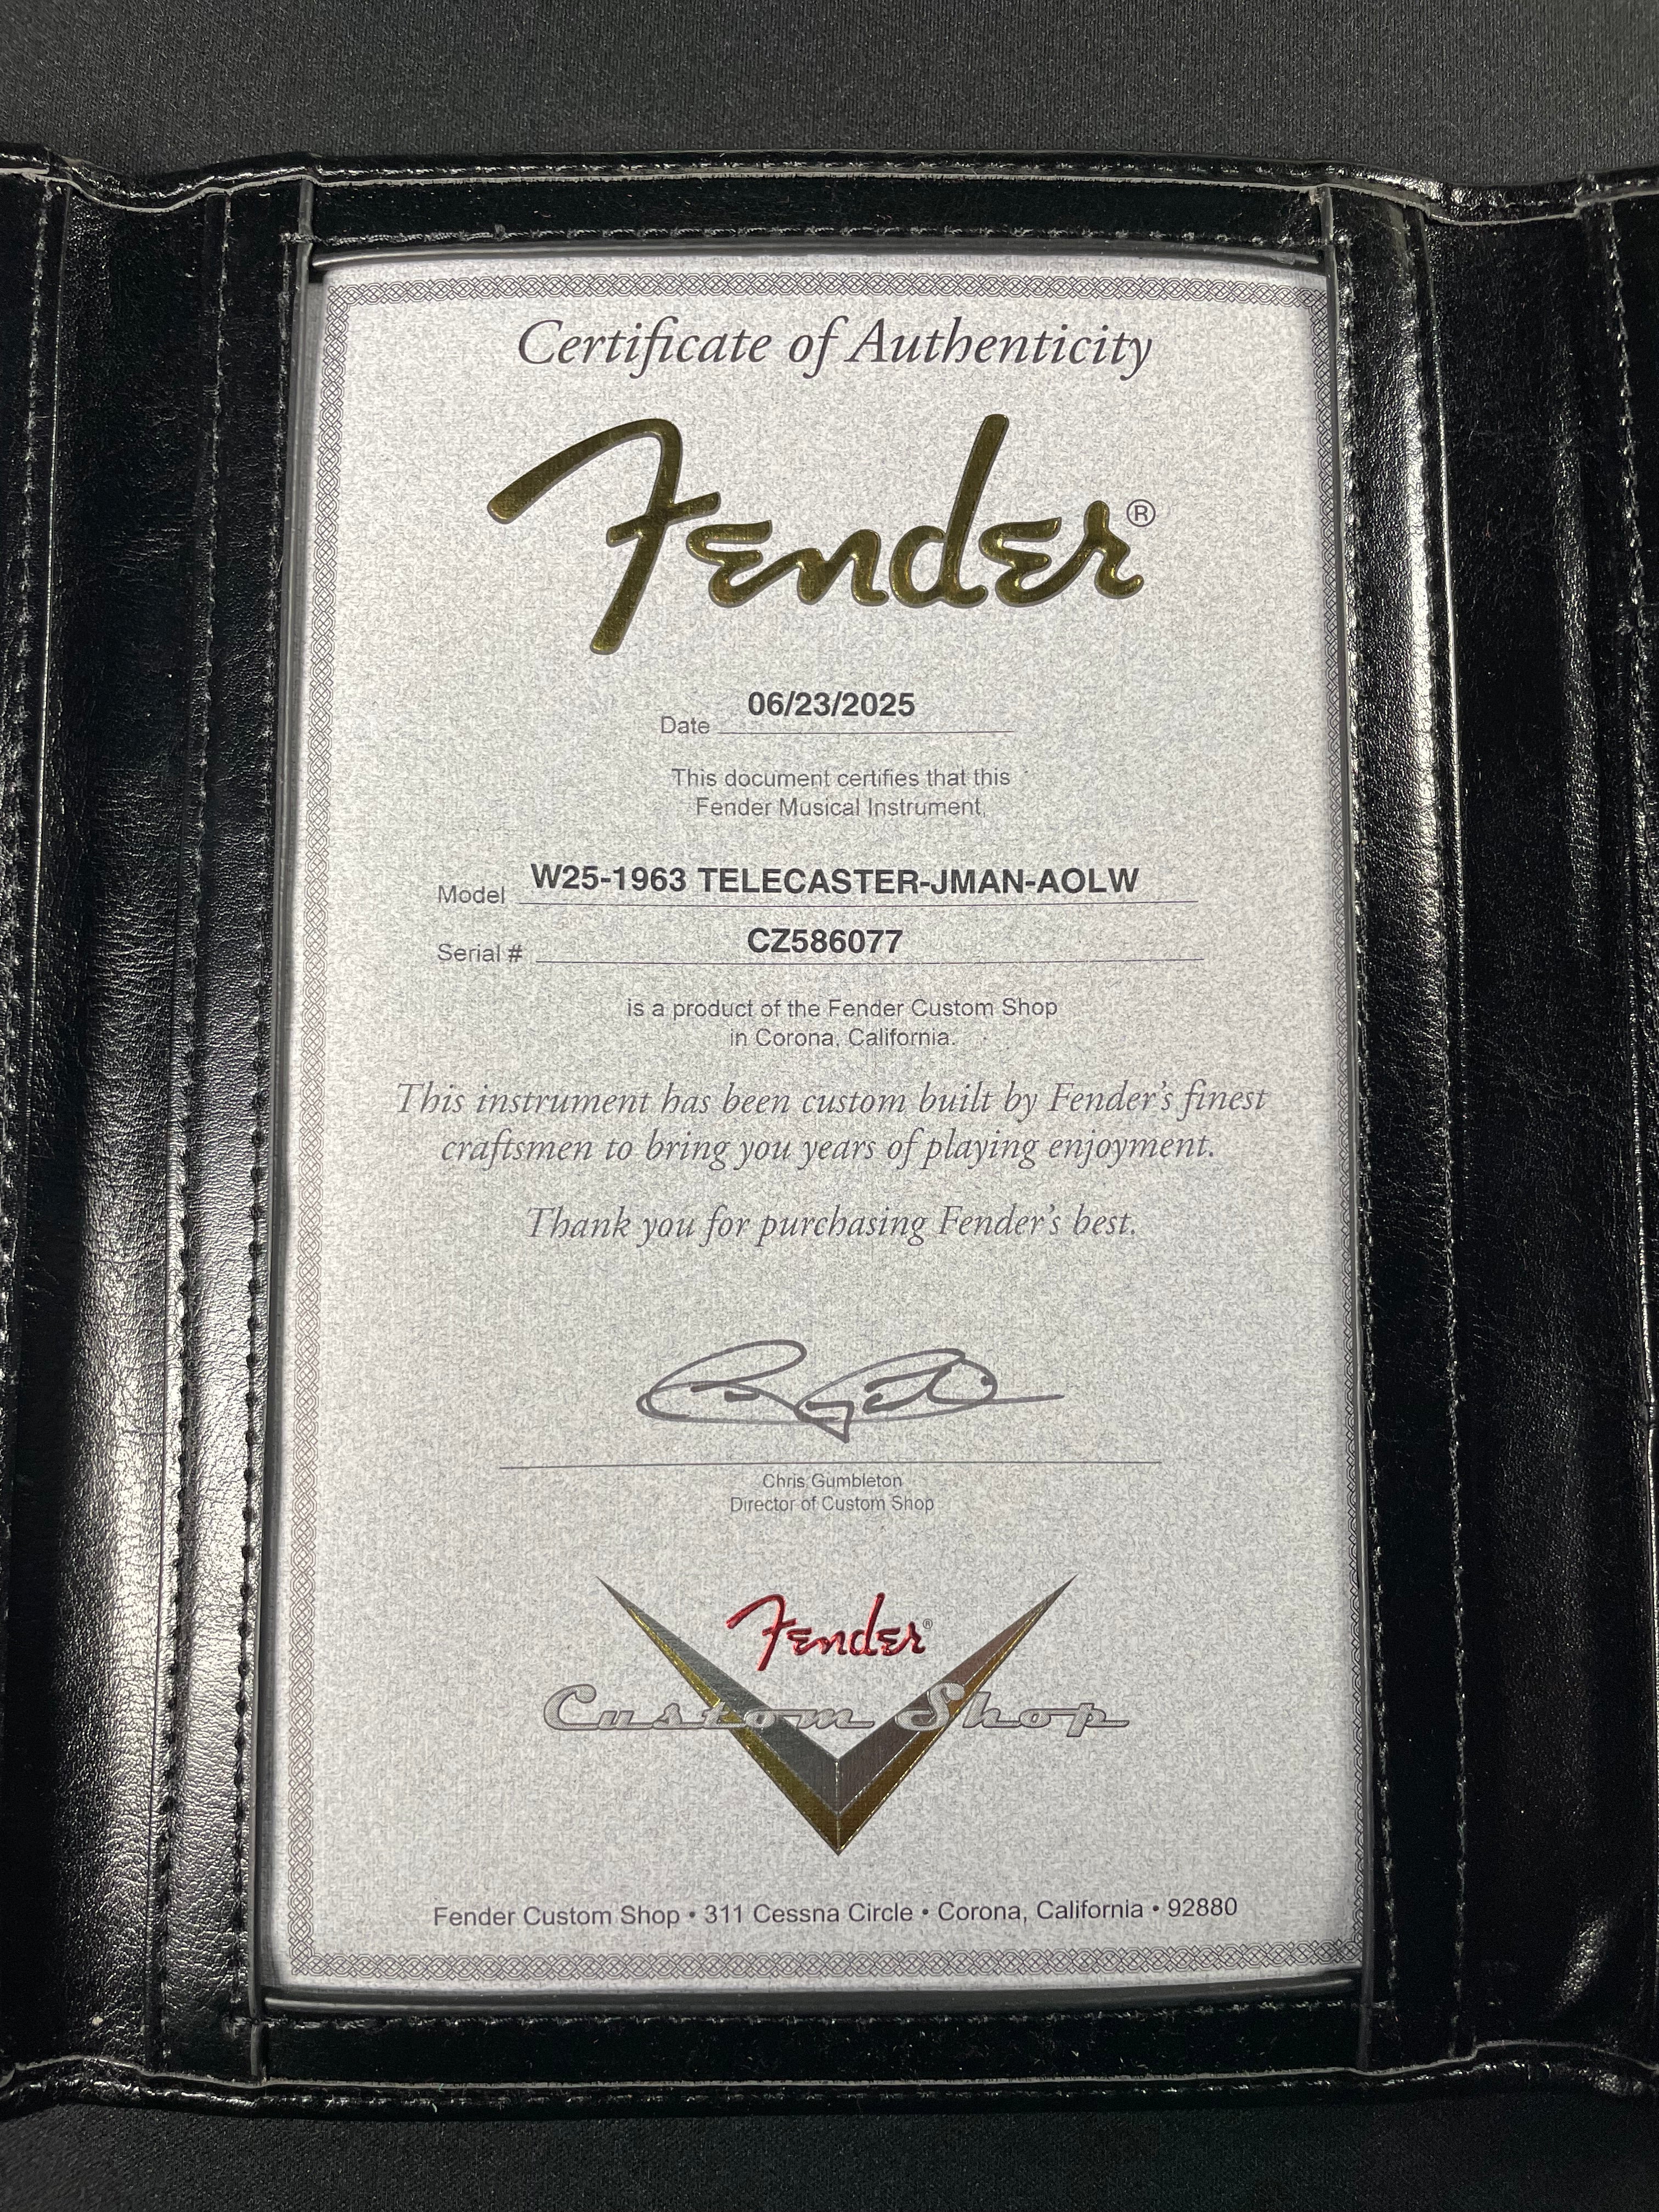 Certificate of Authenticity
Fender®
Date 06/23/2025
This document certifies that this
Fender Musical Instrument,
Model W25-1963 TELECASTER-JMAN-AOLW
Serial # CZ586077
is a product of the Fender Custom Shop
in Corona, California.
This instrument has been custom built by Fender's finest
craftsmen to bring you years of playing enjoyment.
Thank you for purchasing Fender's best.
Chris Gumbleton
Director of Custom Shop
Fender®
Custom Shop
Fender Custom Shop • 311 Cessna Circle • Corona, California • 92880